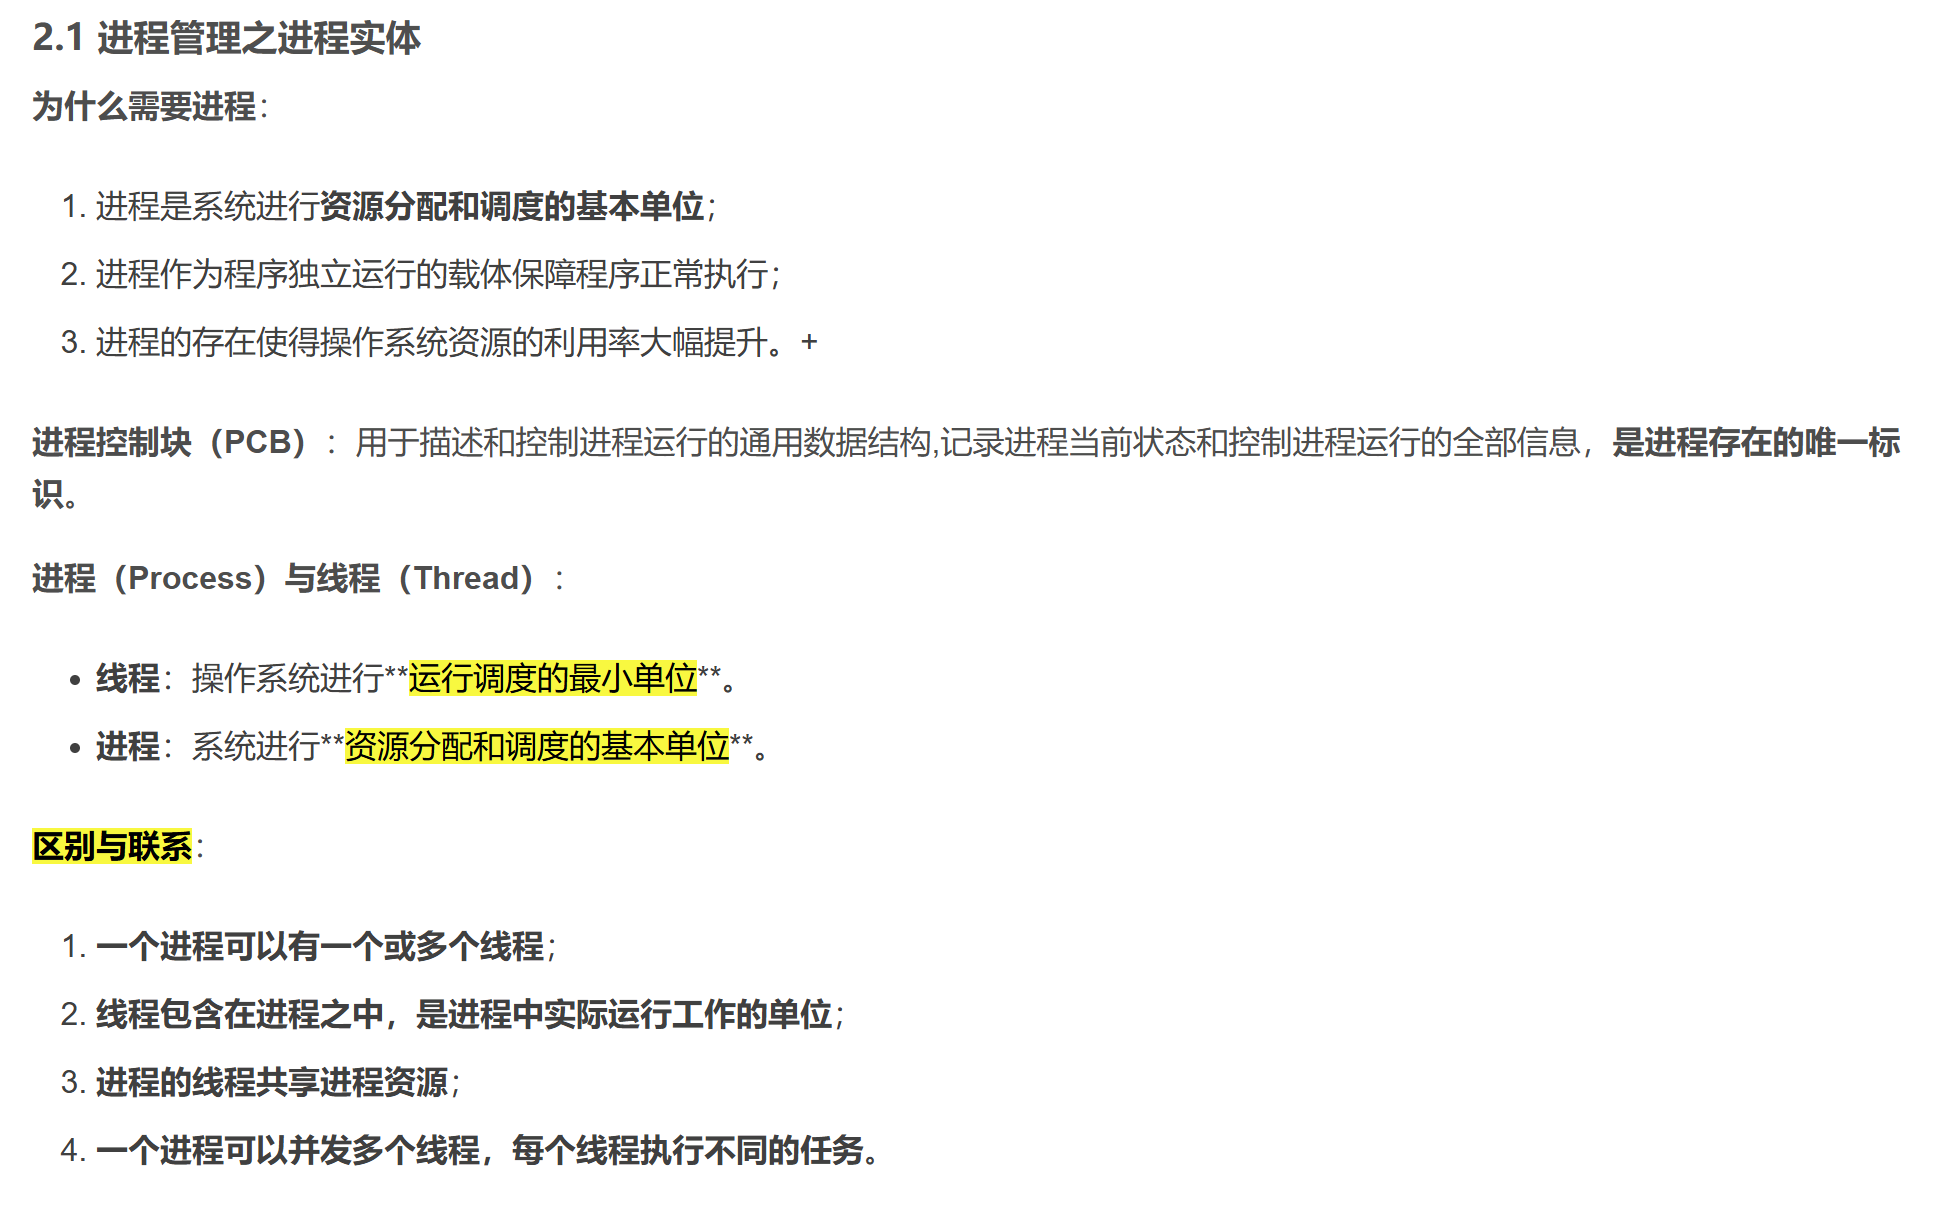 2.1 进程管理之进程实体
为什么需要进程：
1. 进程是系统进行资源分配和调度的基本单位；
2. 进程作为程序独立运行的载体保障程序正常执行；
3. 进程的存在使得操作系统资源的利用率大幅提升。+
进程控制块（PCB）：用于描述和控制进程运行的通用数据结构,记录进程当前状态和控制进程运行的全部信息，是进程存在的唯一标
识。
进程（Process）与线程（Thread）：
• 线程：操作系统进行**运行调度的最小单位**。
• 进程：系统进行**资源分配和调度的基本单位**。
区别与联系：
1. 一个进程可以有一个或多个线程；
2. 线程包含在进程之中，是进程中实际运行工作的单位；
3. 进程的线程共享进程资源；
4. 一个进程可以并发多个线程，每个线程执行不同的任务。